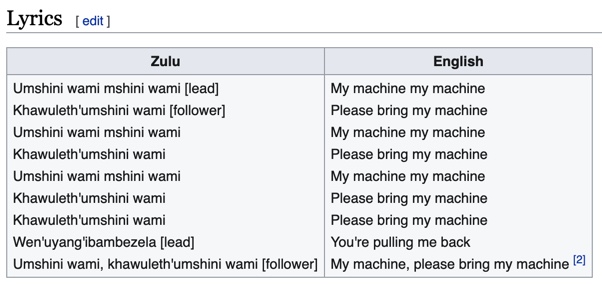 Lyrics [ edit ]
Zulu English
Umshini wami mshini wami [lead] My machine my machine
Khawuleth'umshini wami [follower] Please bring my machine
Umshini wami mshini wami My machine my machine
Khawuleth'umshini wami Please bring my machine
Umshini wami mshini wami My machine my machine
Khawuleth'umshini wami Please bring my machine
Khawuleth'umshini wami Please bring my machine
Wen'uyang'ibambezela [lead] You're pulling me back
Umshini wami, khawuleth'umshini wami [follower] My machine, please bring my machine [2]